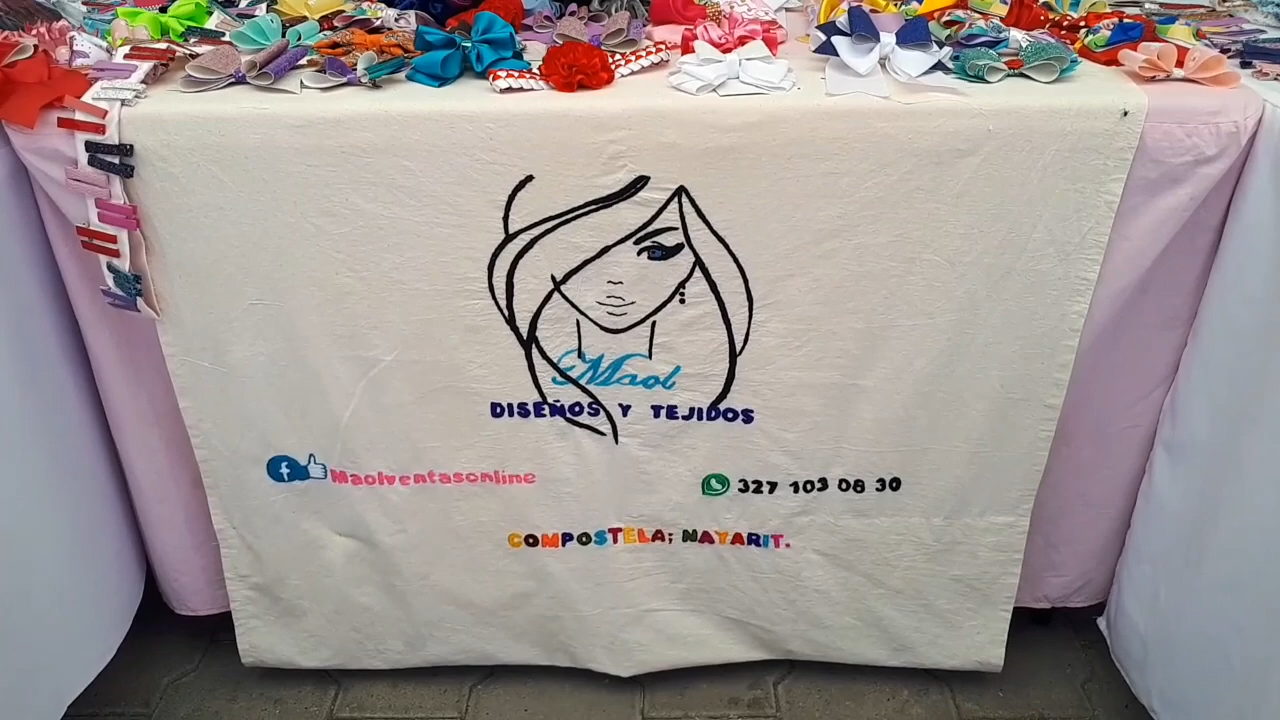 Maol
DISEÑOS Y TEJIDOS
Maolventasonline
327 103 08 30
COMPOSTELA; NAYARIT.